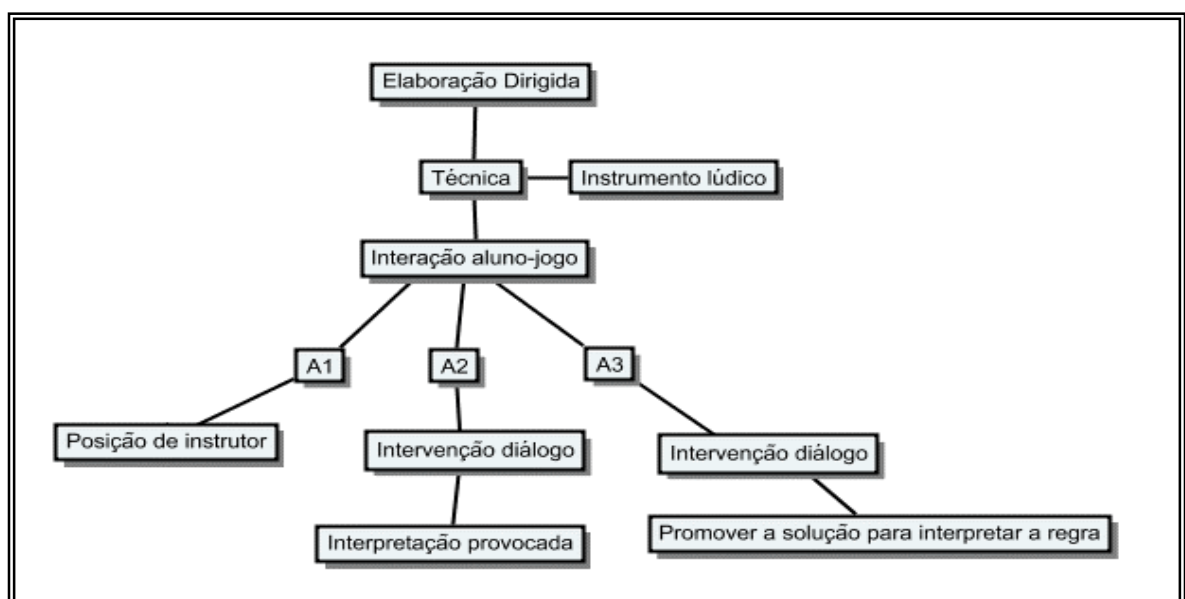 Elaboração Dirigida
Técnica
Instrumento lúdico
Interação aluno-jogo
A1
A2
A3
Posição de instrutor
Intervenção diálogo
Intervenção diálogo
Interpretação provocada
Promover a solução para interpretar a regra